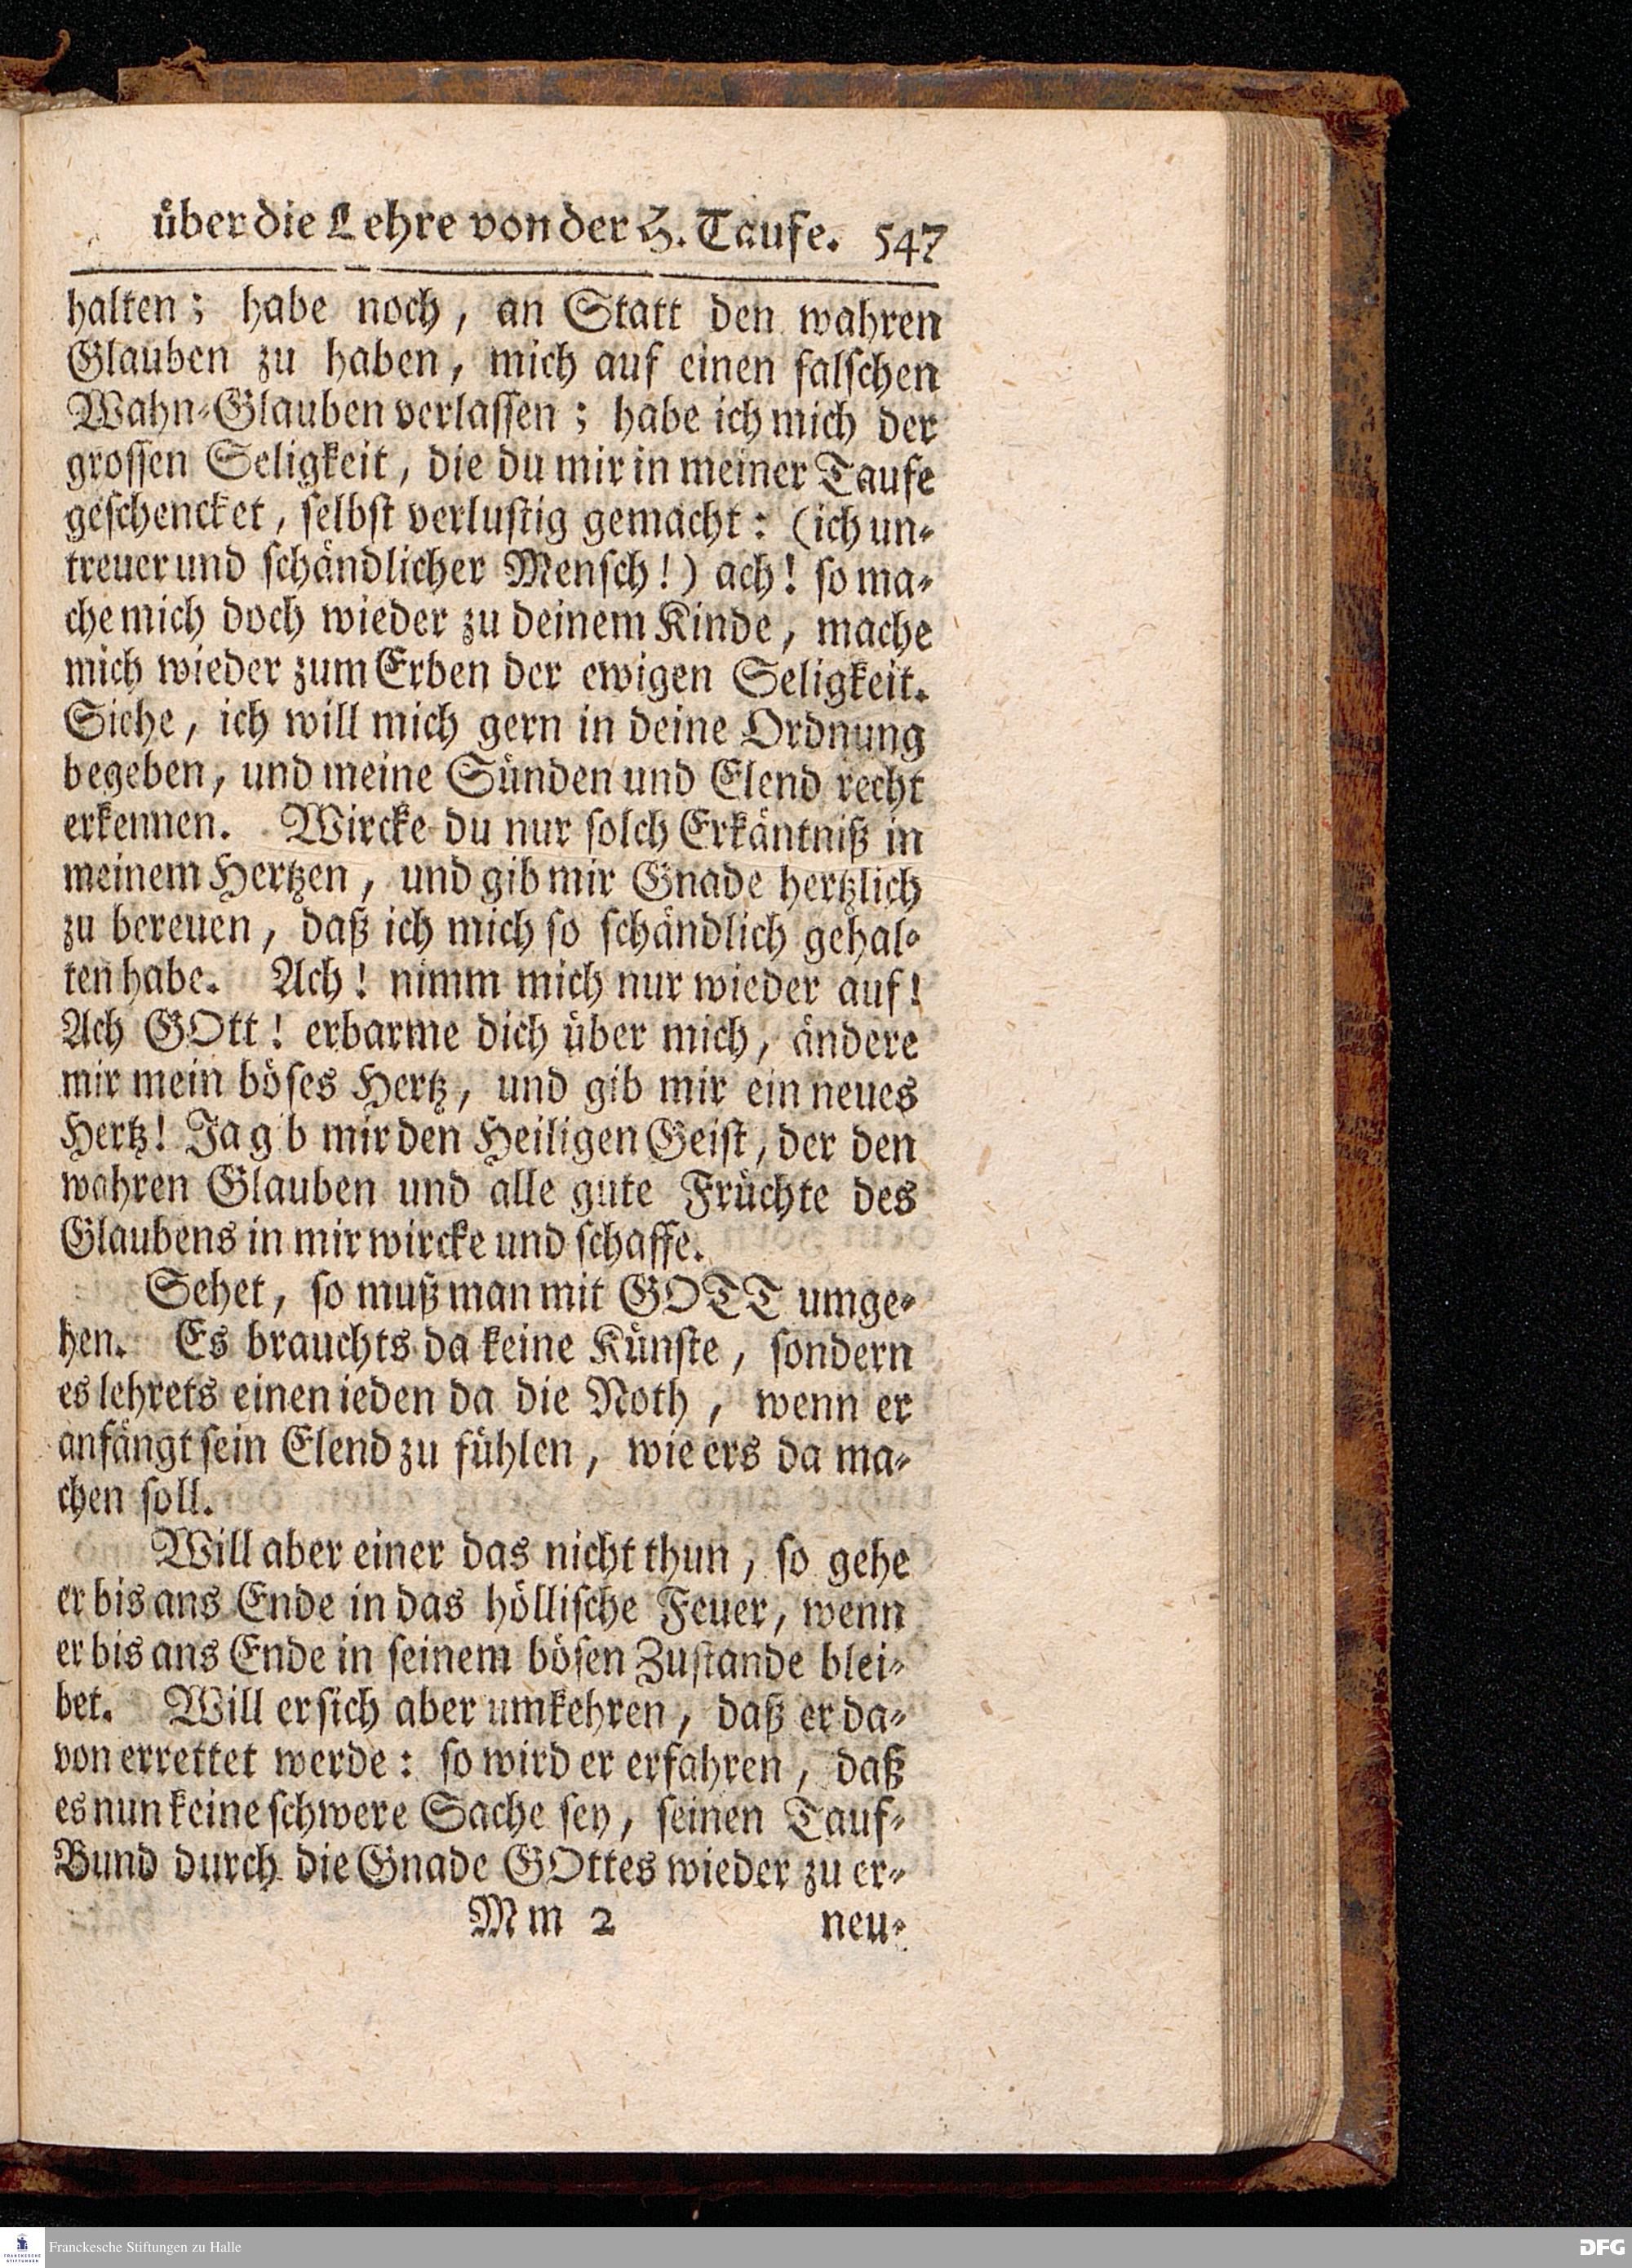 über die Lehre von der H. Taufe. 547
halten; habe noch, an Statt den wahren
Glauben zu haben, mich auf einen falschen
Wahn-Glauben verlassen; habe ich mich der
grossen Seligkeit, die du mir in meiner Taufe
geschencket, selbst verlustig gemacht: (ich un-
treuer und schändlicher Mensch!) ach! so ma-
che mich doch wieder zu deinem Kinde, mache
mich wieder zum Erben der ewigen Seligkeit.
Siehe, ich will mich gern in deine Ordnung
begeben, und meine Sünden und Elend recht
erkennen. Wircke du nur solch Erkäntniß in
meinem Hertzen, und gib mir Gnade hertzlich
zu bereuen, daß ich mich so schändlich gehal-
ten habe. Ach! nimm mich nur wieder auf!
Ach GOtt! erbarme dich über mich, ändere
mir mein böses Hertz, und gib mir ein neues
Hertz! Ja g b mir den Heiligen Geist, der den
wahren Glauben und alle gute Früchte des
Glaubens in mir wircke und schaffe.
Sehet, so muß man mit GOTT umge-
hen. Es brauchts da keine Künste, sondern
es lehrets einen ieden da die Noth, wenn er
anfängt sein Elend zu fühlen, wie ers da ma-
chen soll.
Will aber einer das nicht thun, so gehe
er bis ans Ende in das höllische Feuer, wenn
er bis ans Ende in seinem bösen Zustande blei-
bet. Will er sich aber umkehren, daß er da-
von errettet werde: so wird er erfahren, daß
es nun keine schwere Sache sey, seinen Tauf-
Bund durch die Gnade GOttes wieder zu er-
Mm 2 neu-
FRANCKESCHE STIFTUNGEN
Franckesche Stiftungen zu Halle
DFG